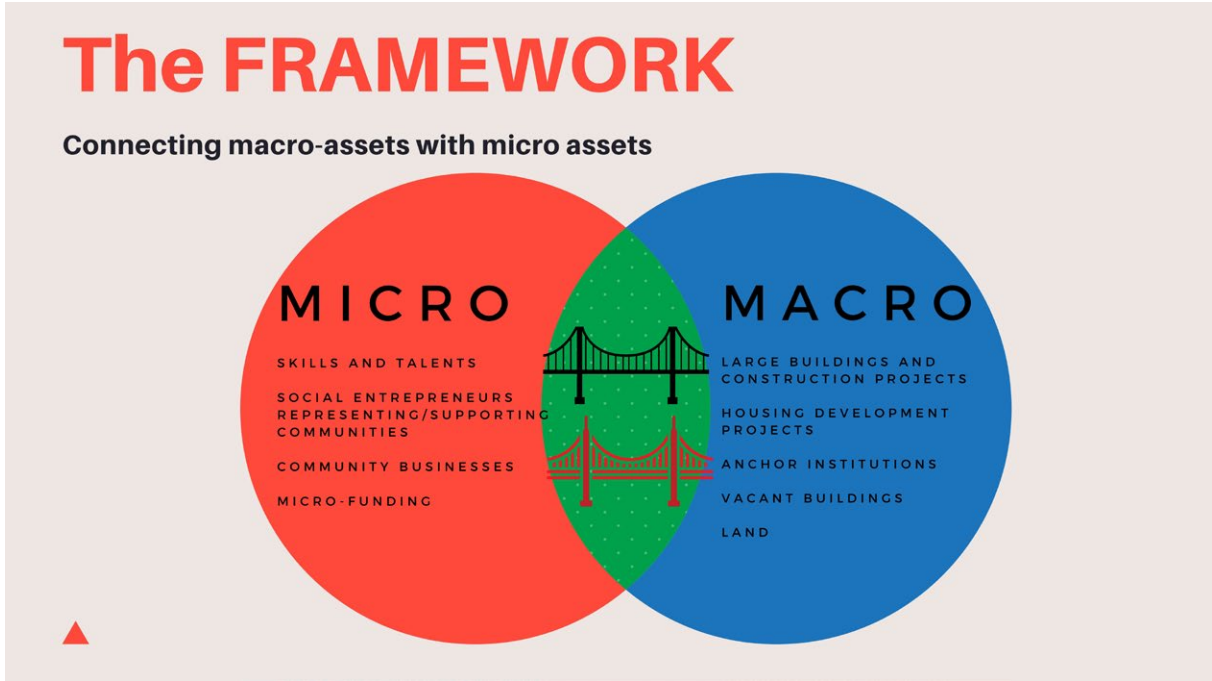 The FRAMEWORK
Connecting macro-assets with micro assets
MICRO
SKILLS AND TALENTS
SOCIAL ENTREPRENEURS
REPRESENTING/SUPPORTING
COMMUNITIES
COMMUNITY BUSINESSES
MICRO-FUNDING
MACRO
LARGE BUILDINGS AND
CONSTRUCTION PROJECTS
HOUSING DEVELOPMENT
PROJECTS
ANCHOR INSTITUTIONS
VACANT BUILDINGS
LAND